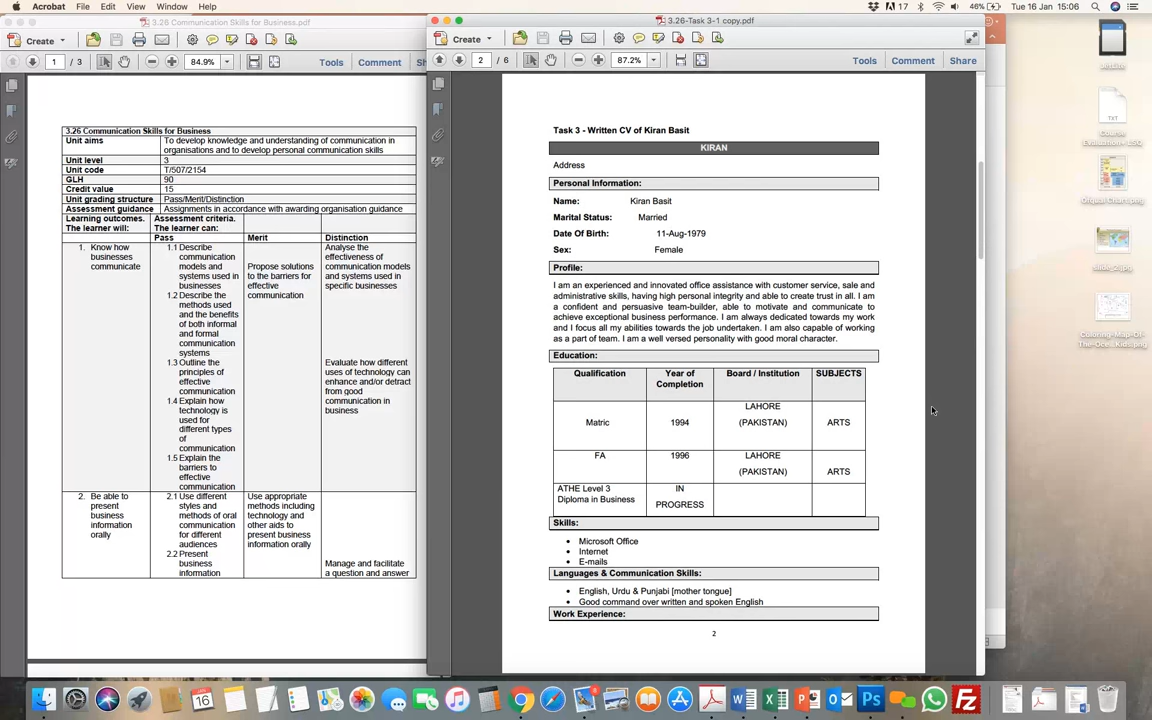 Acrobat File Edit View Window Help
17 46% Tue 16 Jan 15:06
3.26 Communication Skills for Business.pdf
Create
1 / 3 84.9% Tools Comment
3.26 Communication Skills for Business
Unit aims To develop knowledge and understanding of communication in
organisations and to develop personal communication skills
Unit level 3
Unit code T/507/2154
GLH 90
Credit value 15
Unit grading structure Pass/Merit/Distinction
Assessment guidance Assignments in accordance with awarding organisation guidance
Learning outcomes. Assessment criteria.
The learner will: The learner can:
Pass Merit Distinction
1. Know how
businesses
communicate
1.1 Describe
communication
models and
systems used in
businesses
1.2 Describe the
methods used
and the benefits
of both informal
and formal
communication
systems
1.3 Outline the
principles of
effective
communication
1.4 Explain how
technology is
used for
different types
of
communication
1.5 Explain the
barriers to
effective
communication
Propose solutions
to the barriers for
effective
communication
Analyse the
effectiveness of
communication models
and systems used in
specific businesses
Evaluate how different
uses of technology can
enhance and/or detract
from good
communication in
business
2. Be able to
present
business
information
orally
2.1 Use different
styles and
methods of oral
communication
for different
audiences
2.2 Present
business
information
Use appropriate
methods including
technology and
other aids to
present business
information orally
Manage and facilitate
a question and answer
3.26-Task 3-1 copy.pdf
Create
2 / 6 87.2% Tools Comment Share
Task 3 - Written CV of Kiran Basit
KIRAN
Address
Personal Information:
Name: Kiran Basit
Marital Status: Married
Date Of Birth: 11-Aug-1979
Sex: Female
Profile:
I am an experienced and innovated office assistance with customer service, sale and
administrative skills, having high personal integrity and able to create trust in all. I am
a confident and persuasive team-builder, able to motivate and communicate to
achieve exceptional business performance. I am always dedicated towards my work
and I focus all my abilities towards the job undertaken. I am also capable of working
as a part of team. I am a well versed personality with good moral character.
Education:
Qualification Year of Completion Board / Institution SUBJECTS
Matric 1994 LAHORE (PAKISTAN) ARTS
FA 1996 LAHORE (PAKISTAN) ARTS
ATHE Level 3 Diploma in Business IN PROGRESS
Skills:
• Microsoft Office
• Internet
• E-mails
Languages & Communication Skills:
• English, Urdu & Punjabi [mother tongue]
• Good command over written and spoken English
Work Experience:
2
TXT
Course